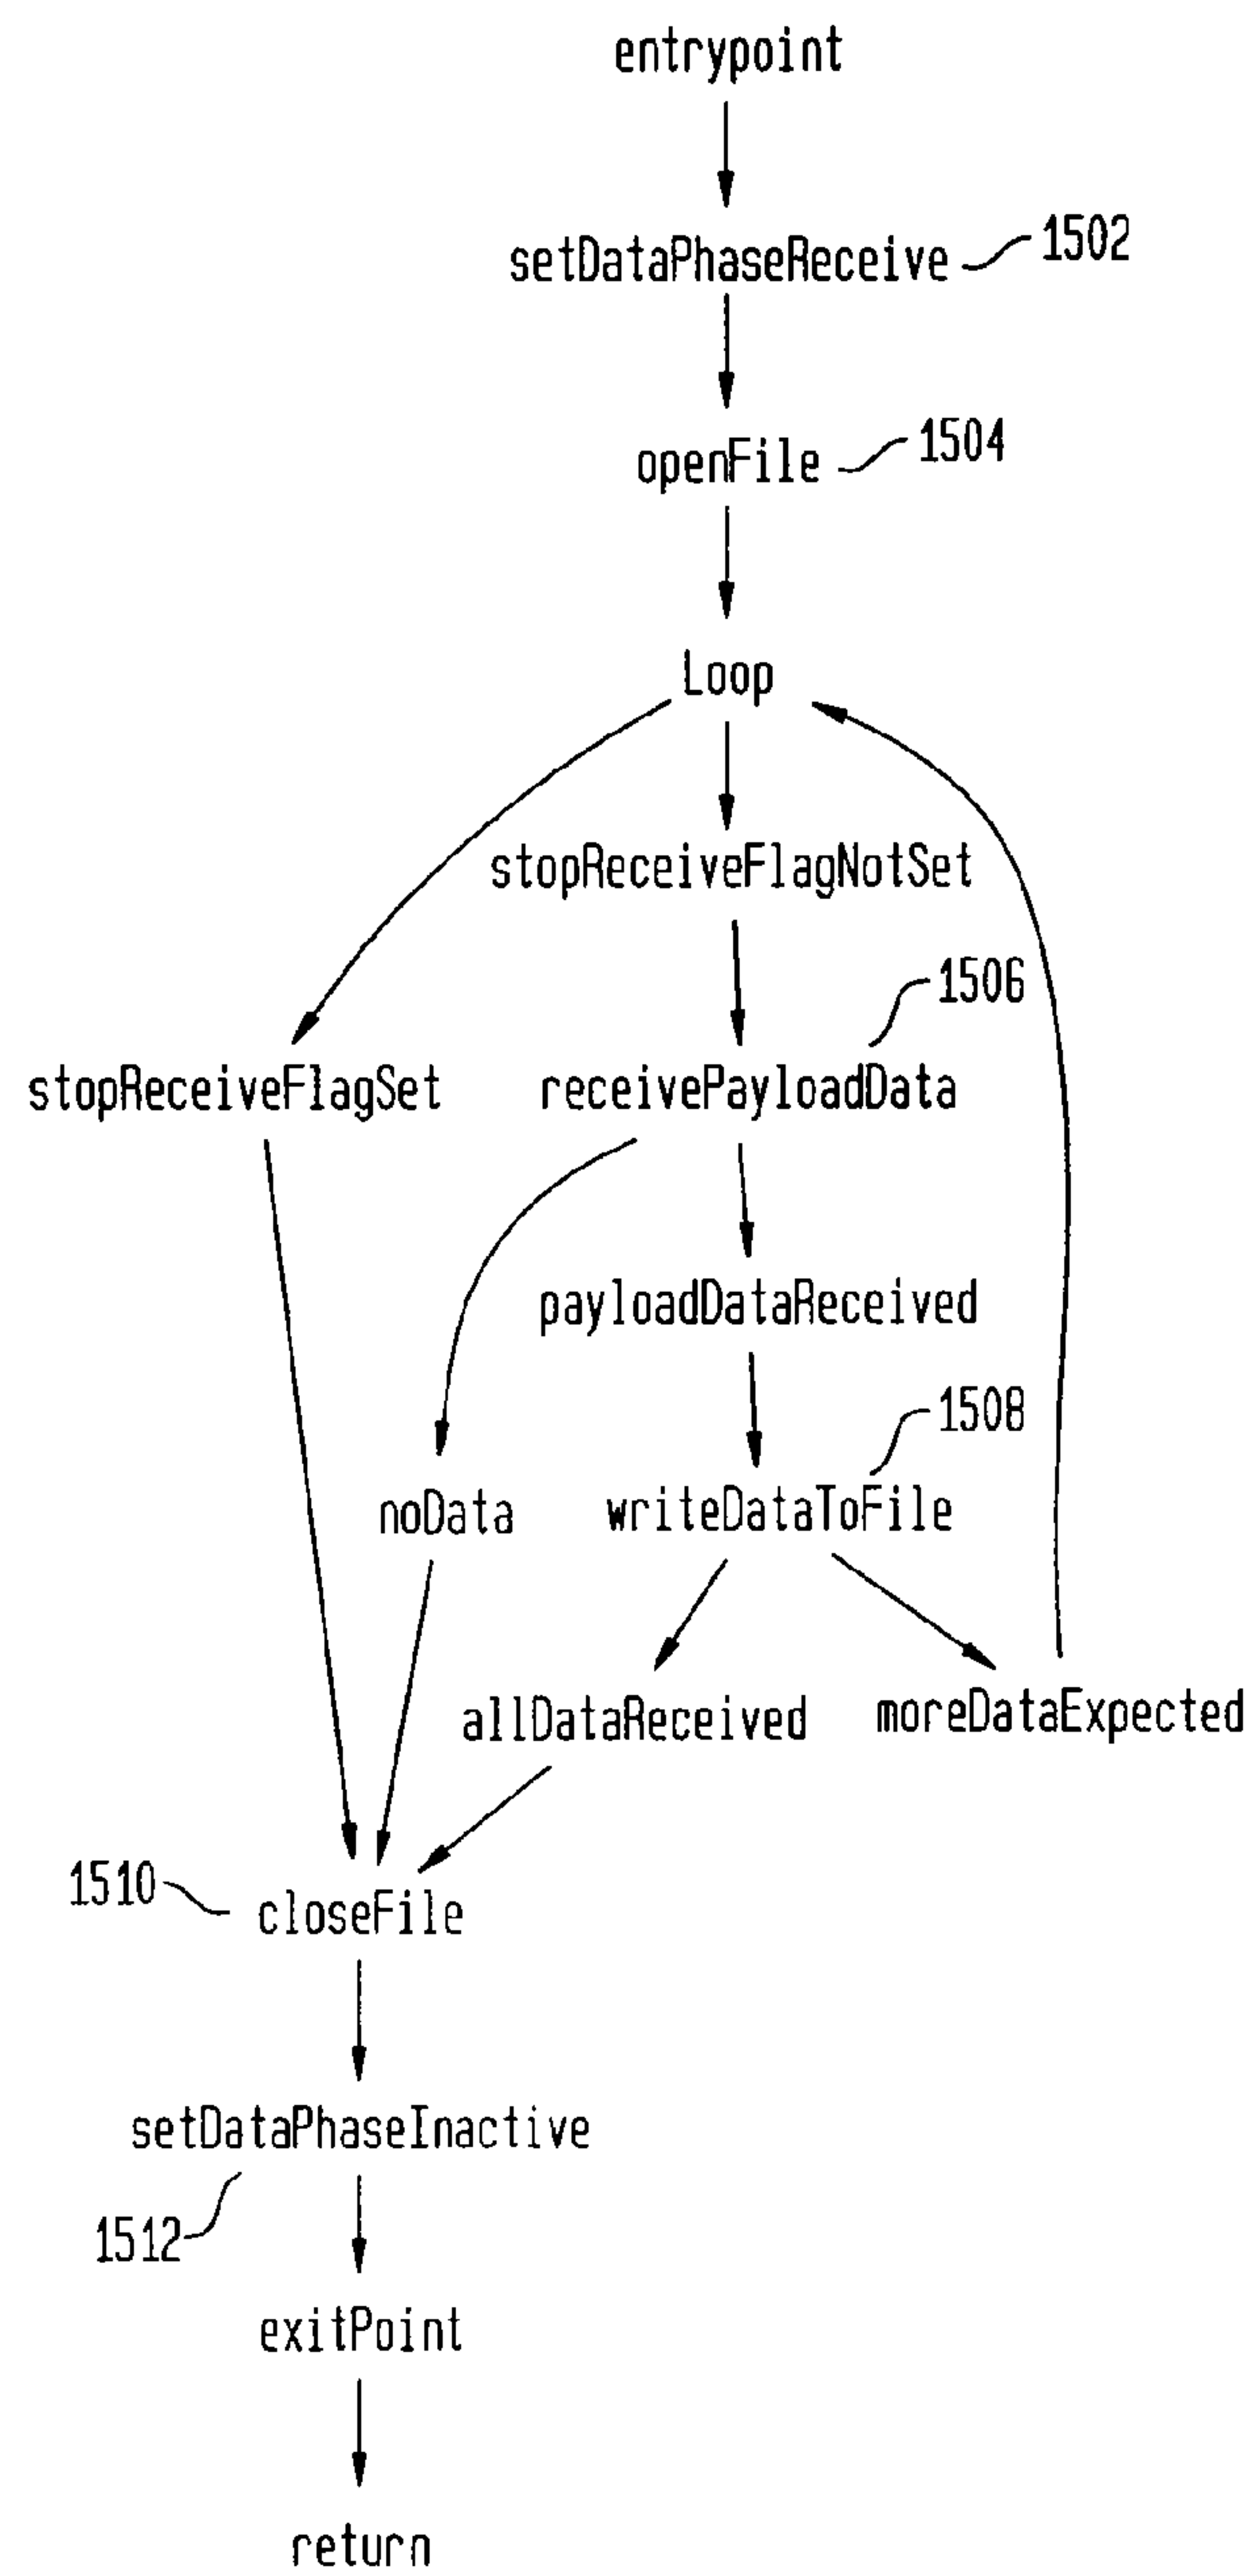 entrypoint
setDataPhaseReceive 1502
openFile 1504
Loop
stopReceiveFlagNotSet
1506
stopReceiveFlagSet receivePayloadData
payloadDataReceived
1508
noData writeDataToFile
allDataReceived moreDataExpected
1510 closeFile
setDataPhaseInactive
1512
exitPoint
return